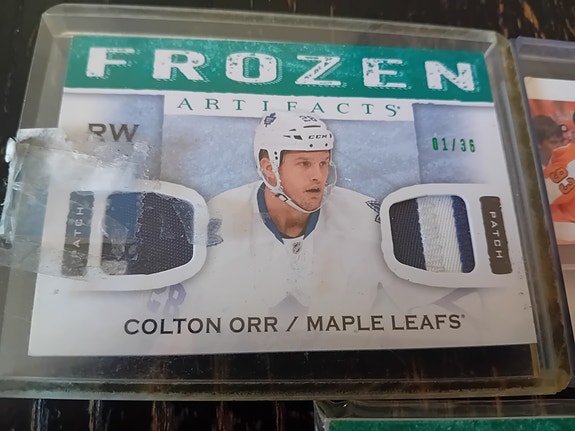 FROZEN
ARTIFACTS
RW
01/36
PATCH
PATCH
COLTON ORR / MAPLE LEAFS